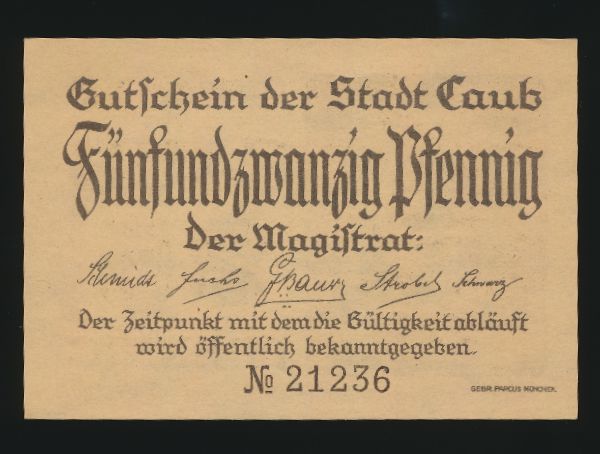 Gutschein der Stadt Caub
Fünfundzwanzig Pfennig
Der Magistrat:
Schmidt Fuchs Strobel Schwarz
Der Zeitpunkt mit dem die Gültigkeit abläuft
wird öffentlich bekanntgegeben.
№ 21236
GEBR. PARCUS MÜNCHEN.